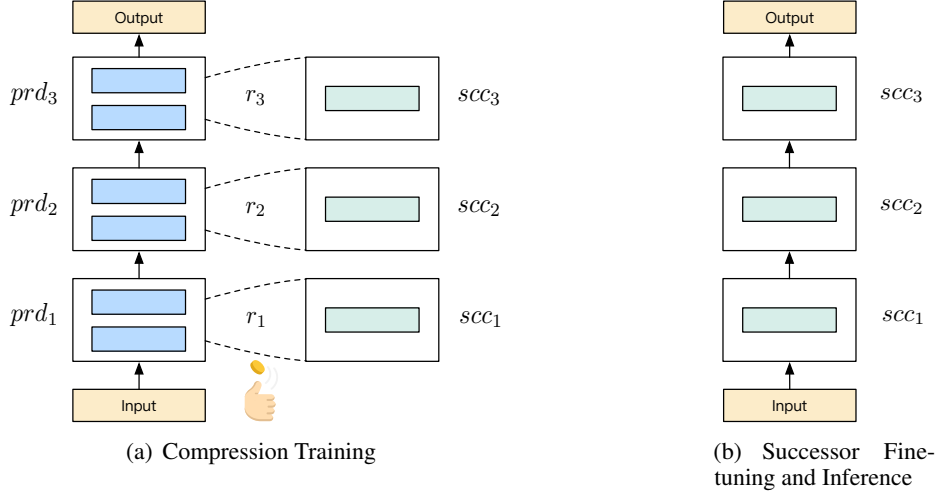 Output
Output
prd₃
r₃
scc₃
scc₃
prd₂
r₂
scc₂
scc₂
prd₁
r₁
scc₁
scc₁
Input
Input
(a) Compression Training
(b) Successor Fine-
tuning and Inference